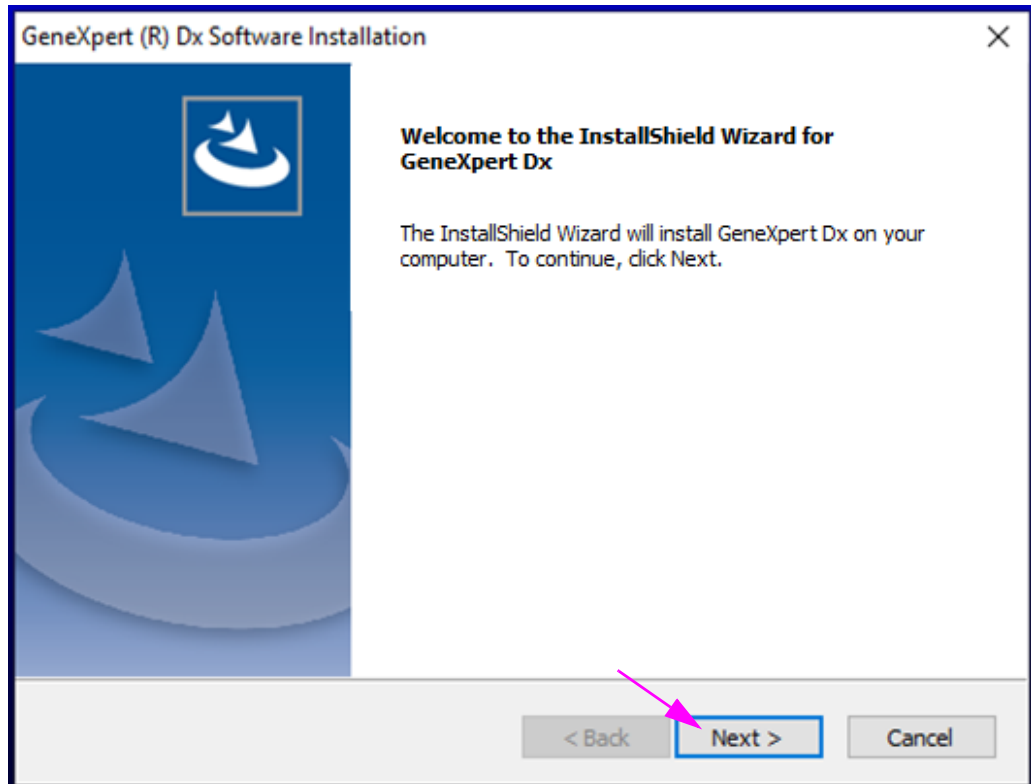 GeneXpert (R) Dx Software Installation
Welcome to the InstallShield Wizard for
GeneXpert Dx
The InstallShield Wizard will install GeneXpert Dx on your
computer. To continue, click Next.
< Back Next > Cancel